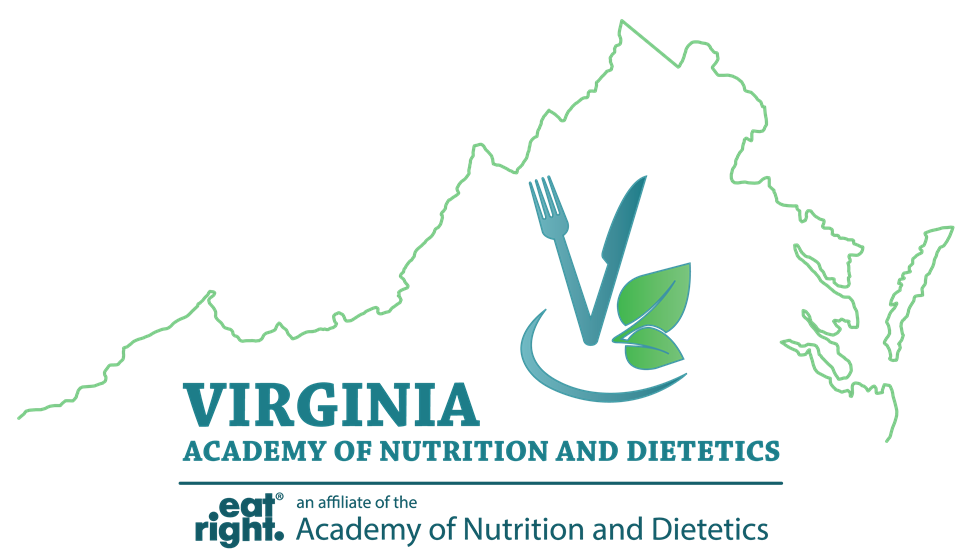 VIRGINIA
ACADEMY OF NUTRITION AND DIETETICS
eat® right. 
an affiliate of the
Academy of Nutrition and Dietetics